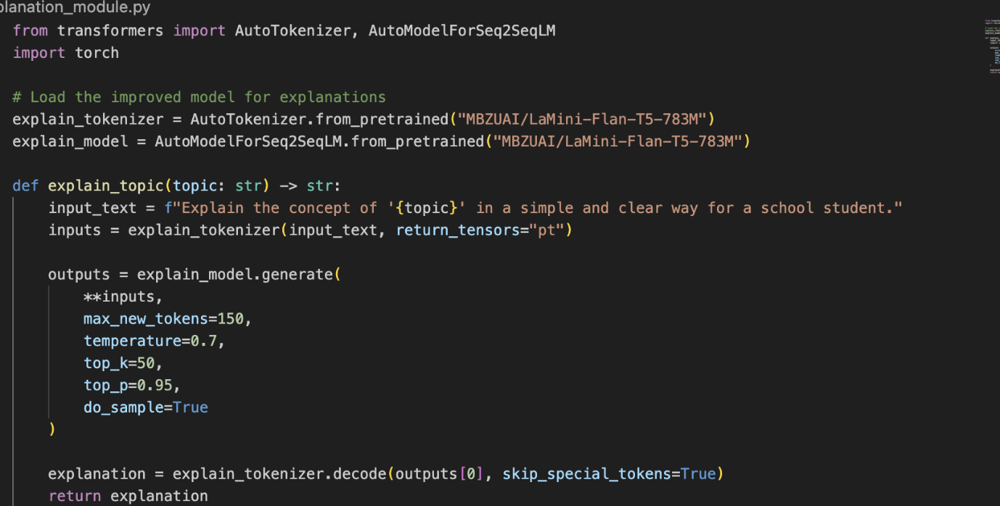 planation_module.py
from transformers import AutoTokenizer, AutoModelForSeq2SeqLM
import torch

# Load the improved model for explanations
explain_tokenizer = AutoTokenizer.from_pretrained("MBZUAI/LaMini-Flan-T5-783M")
explain_model = AutoModelForSeq2SeqLM.from_pretrained("MBZUAI/LaMini-Flan-T5-783M")

def explain_topic(topic: str) -> str:
    input_text = f"Explain the concept of '{topic}' in a simple and clear way for a school student."
    inputs = explain_tokenizer(input_text, return_tensors="pt")

    outputs = explain_model.generate(
        **inputs,
        max_new_tokens=150,
        temperature=0.7,
        top_k=50,
        top_p=0.95,
        do_sample=True
    )

    explanation = explain_tokenizer.decode(outputs[0], skip_special_tokens=True)
    return explanation